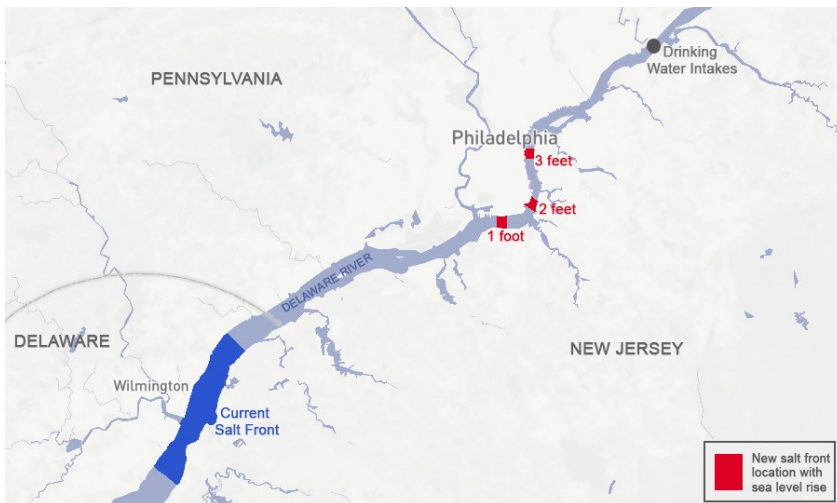 Drinking
Water Intakes
PENNSYLVANIA
Philadelphia
3 feet
2 feet
1 foot
DELAWARE RIVER
DELAWARE
NEW JERSEY
Wilmington
Current
Salt Front
New salt front
location with
sea level rise